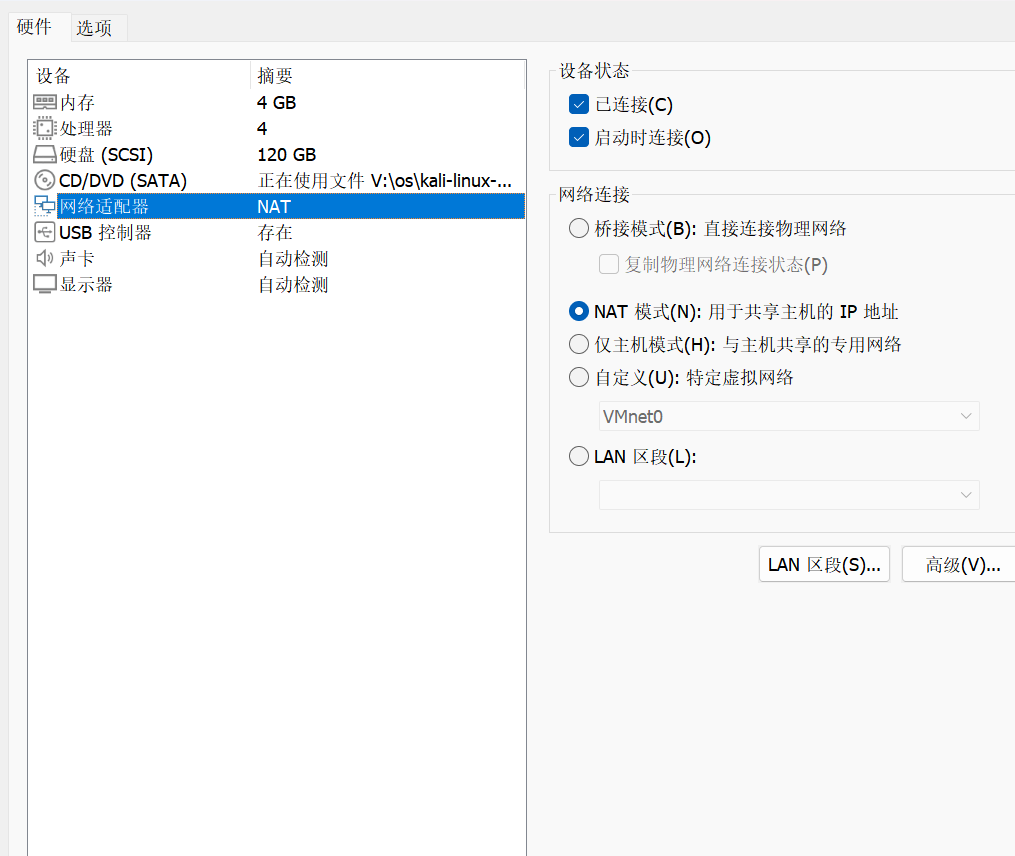 硬件 选项
设备 摘要
内存 4 GB
处理器 4
硬盘 (SCSI) 120 GB
CD/DVD (SATA) 正在使用文件 V:\os\kali-linux-...
网络适配器 NAT
USB 控制器 存在
声卡 自动检测
显示器 自动检测
设备状态
已连接(C)
启动时连接(O)
网络连接
桥接模式(B): 直接连接物理网络
复制物理网络连接状态(P)
NAT 模式(N): 用于共享主机的 IP 地址
仅主机模式(H): 与主机共享的专用网络
自定义(U): 特定虚拟网络
VMnet0
LAN 区段(L):
LAN 区段(S)... 高级(V)...